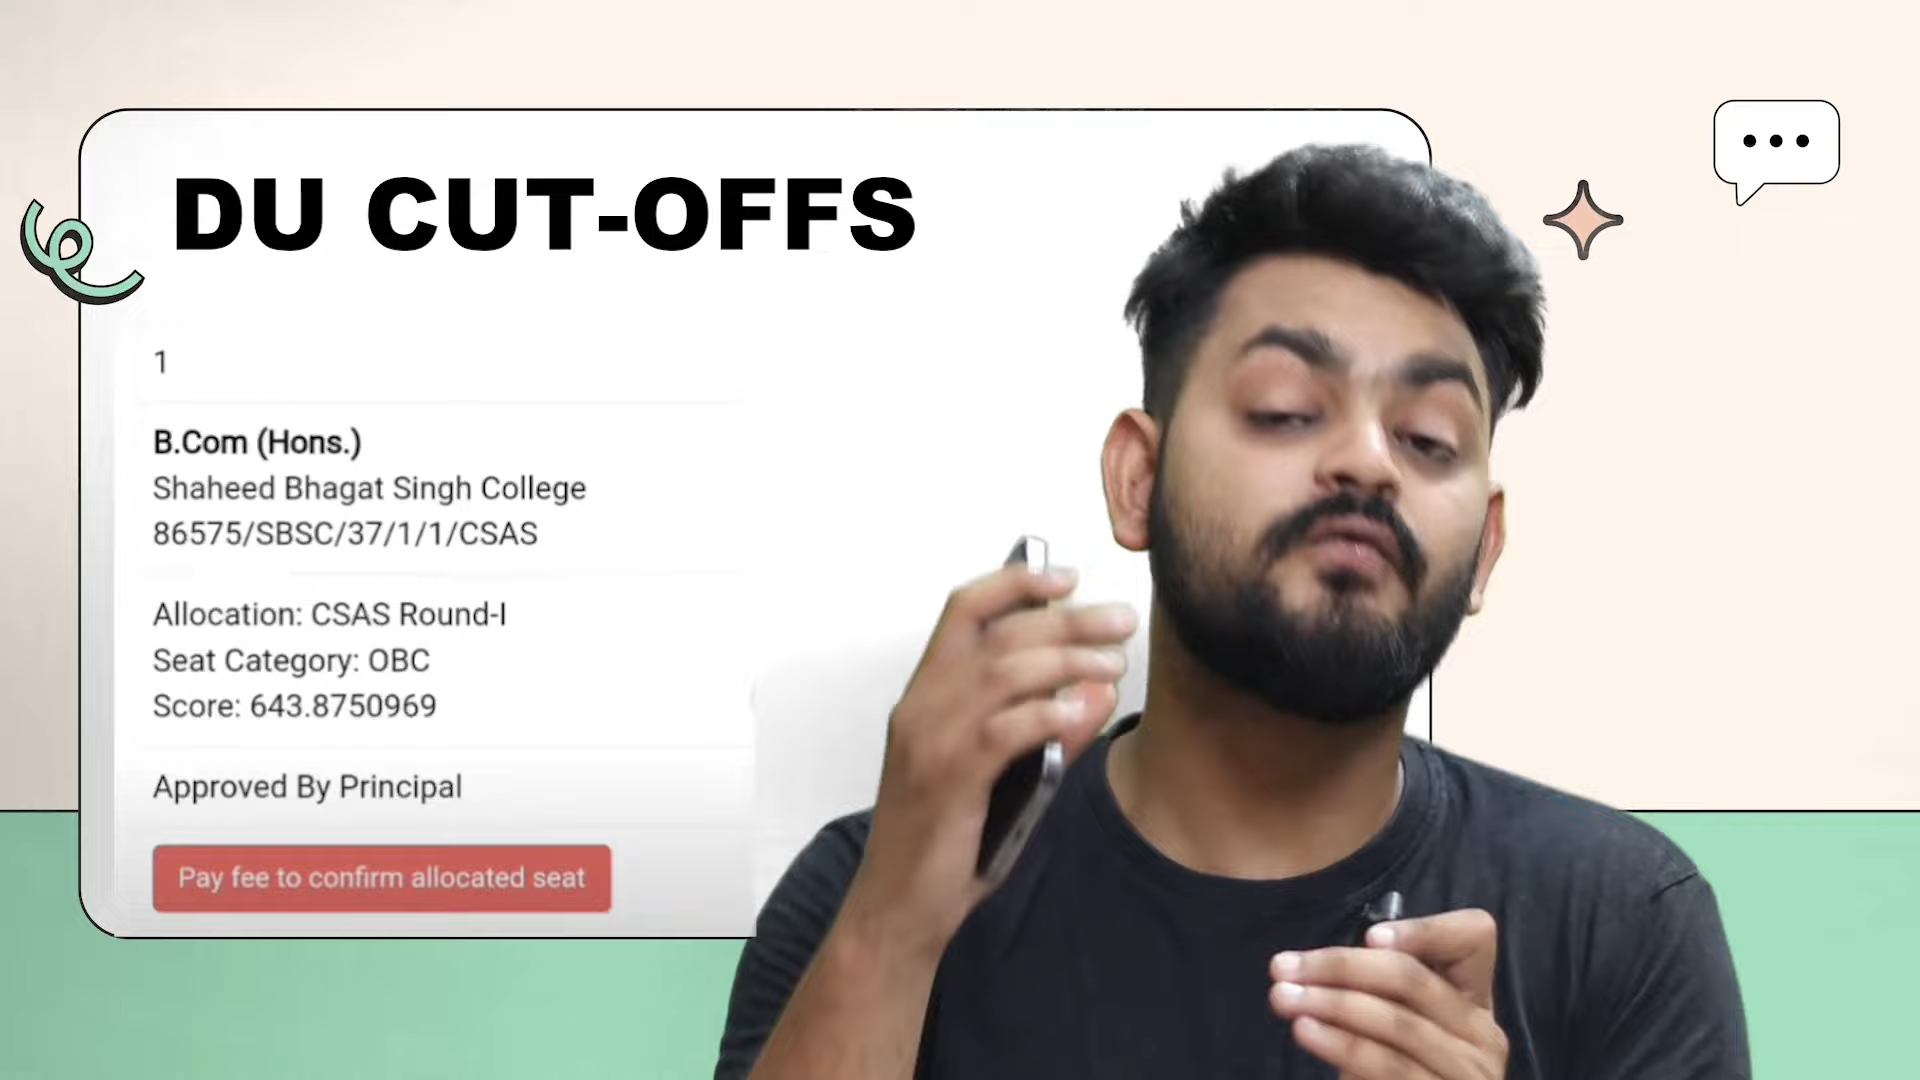 DU CUT-OFFS
1
B.Com (Hons.)
Shaheed Bhagat Singh College
86575/SBSC/37/1/1/CSAS
Allocation: CSAS Round-I
Seat Category: OBC
Score: 643.8750969
Approved By Principal
Pay fee to confirm allocated seat